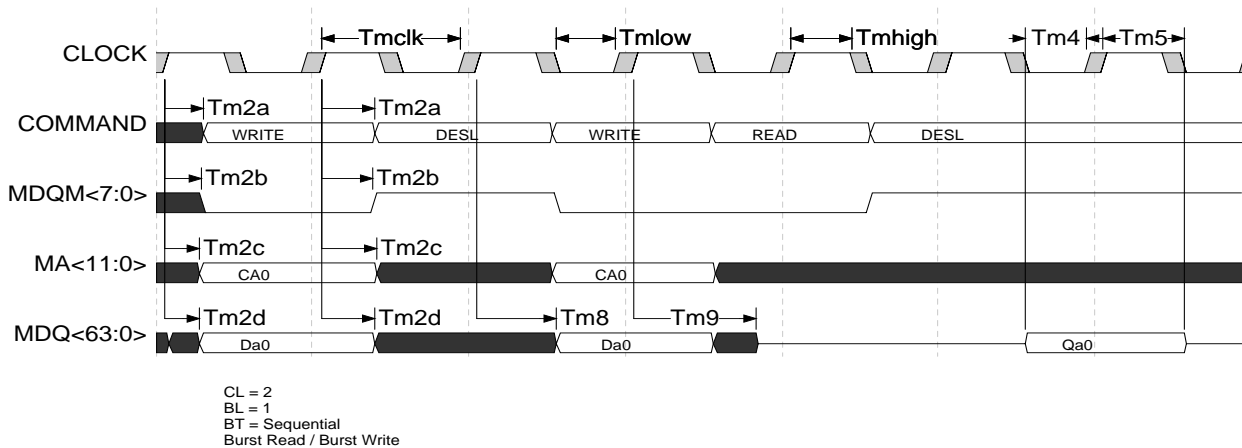 Tmclk Tmlow Tmhigh Tm4 Tm5
CLOCK
Tm2a Tm2a
COMMAND WRITE DESL WRITE READ DESL
Tm2b Tm2b
MDQM<7:0>
Tm2c Tm2c
MA<11:0> CA0 CA0
Tm2d Tm2d Tm8 Tm9
MDQ<63:0> Da0 Da0 Qa0
CL = 2
BL = 1
BT = Sequential
Burst Read / Burst Write